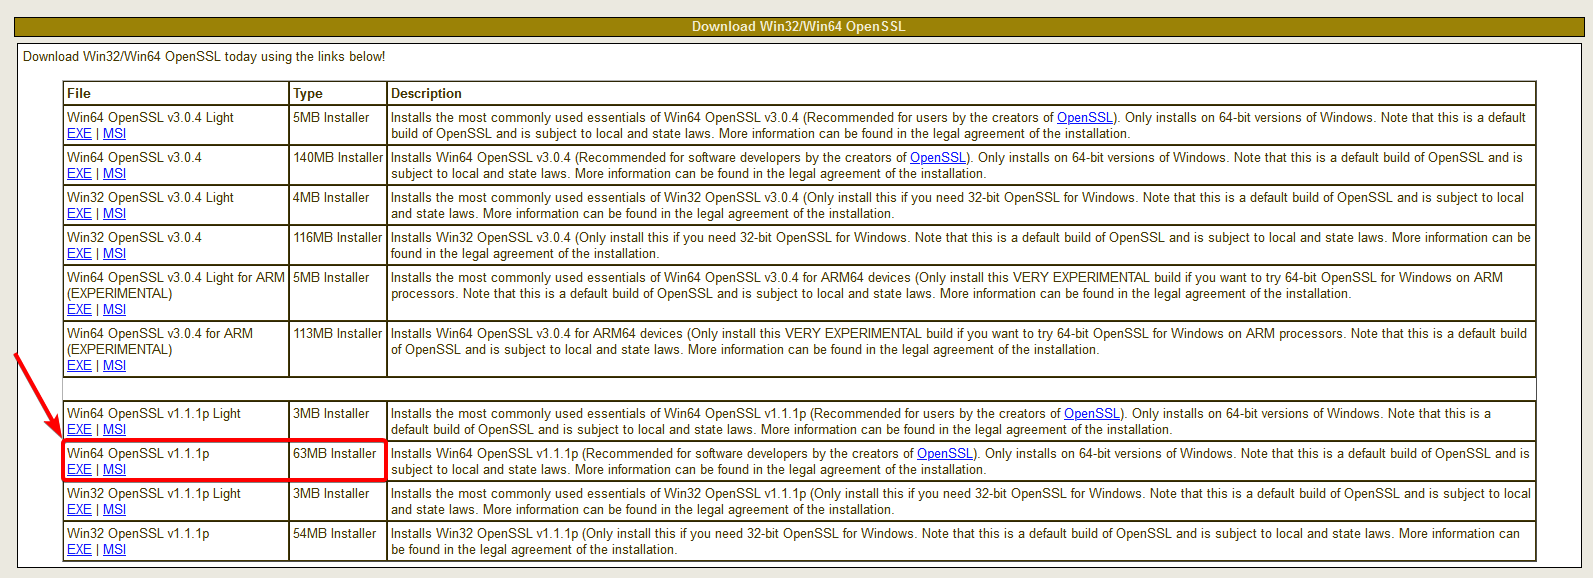 Download Win32/Win64 OpenSSL
Download Win32/Win64 OpenSSL today using the links below!
File Type Description
Win64 OpenSSL v3.0.4 Light
EXE | MSI
5MB Installer
Installs the most commonly used essentials of Win64 OpenSSL v3.0.4 (Recommended for users by the creators of OpenSSL). Only installs on 64-bit versions of Windows. Note that this is a default
build of OpenSSL and is subject to local and state laws. More information can be found in the legal agreement of the installation.
Win64 OpenSSL v3.0.4
EXE | MSI
140MB Installer
Installs Win64 OpenSSL v3.0.4 (Recommended for software developers by the creators of OpenSSL). Only installs on 64-bit versions of Windows. Note that this is a default build of OpenSSL and is
subject to local and state laws. More information can be found in the legal agreement of the installation.
Win32 OpenSSL v3.0.4 Light
EXE | MSI
4MB Installer
Installs the most commonly used essentials of Win32 OpenSSL v3.0.4 (Only install this if you need 32-bit OpenSSL for Windows. Note that this is a default build of OpenSSL and is subject to local
and state laws. More information can be found in the legal agreement of the installation.
Win32 OpenSSL v3.0.4
EXE | MSI
116MB Installer
Installs Win32 OpenSSL v3.0.4 (Only install this if you need 32-bit OpenSSL for Windows. Note that this is a default build of OpenSSL and is subject to local and state laws. More information can be
found in the legal agreement of the installation.
Win64 OpenSSL v3.0.4 Light for ARM
(EXPERIMENTAL)
EXE | MSI
5MB Installer
Installs the most commonly used essentials of Win64 OpenSSL v3.0.4 for ARM64 devices (Only install this VERY EXPERIMENTAL build if you want to try 64-bit OpenSSL for Windows on ARM
processors. Note that this is a default build of OpenSSL and is subject to local and state laws. More information can be found in the legal agreement of the installation.
Win64 OpenSSL v3.0.4 for ARM
(EXPERIMENTAL)
EXE | MSI
113MB Installer
Installs Win64 OpenSSL v3.0.4 for ARM64 devices (Only install this VERY EXPERIMENTAL build if you want to try 64-bit OpenSSL for Windows on ARM processors. Note that this is a default build
of OpenSSL and is subject to local and state laws. More information can be found in the legal agreement of the installation.
Win64 OpenSSL v1.1.1p Light
EXE | MSI
3MB Installer
Installs the most commonly used essentials of Win64 OpenSSL v1.1.1p (Recommended for users by the creators of OpenSSL). Only installs on 64-bit versions of Windows. Note that this is a
default build of OpenSSL and is subject to local and state laws. More information can be found in the legal agreement of the installation.
Win64 OpenSSL v1.1.1p
EXE | MSI
63MB Installer
Installs Win64 OpenSSL v1.1.1p (Recommended for software developers by the creators of OpenSSL). Only installs on 64-bit versions of Windows. Note that this is a default build of OpenSSL and is
subject to local and state laws. More information can be found in the legal agreement of the installation.
Win32 OpenSSL v1.1.1p Light
EXE | MSI
3MB Installer
Installs the most commonly used essentials of Win32 OpenSSL v1.1.1p (Only install this if you need 32-bit OpenSSL for Windows. Note that this is a default build of OpenSSL and is subject to local
and state laws. More information can be found in the legal agreement of the installation.
Win32 OpenSSL v1.1.1p
EXE | MSI
54MB Installer
Installs Win32 OpenSSL v1.1.1p (Only install this if you need 32-bit OpenSSL for Windows. Note that this is a default build of OpenSSL and is subject to local and state laws. More information can
be found in the legal agreement of the installation.